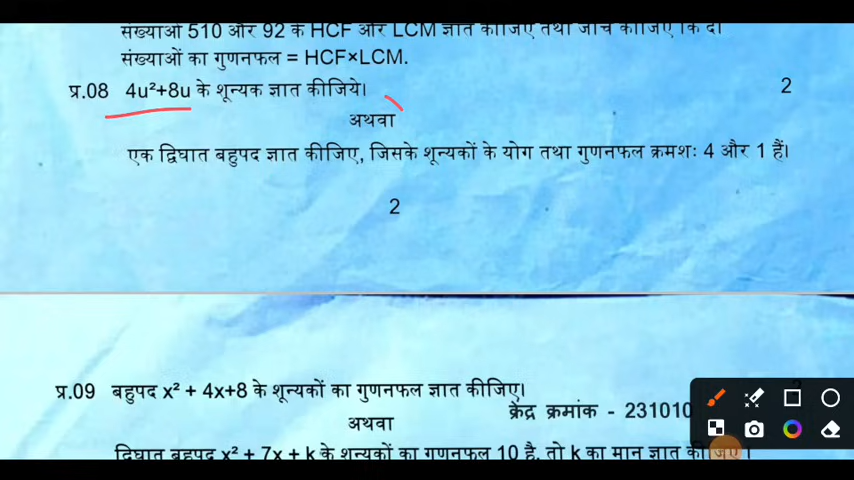 संख्याओं 510 और 92 के HCF और LCM ज्ञात कीजिए तथा जाँच कीजिए कि दो
संख्याओं का गुणनफल = HCF×LCM.
प्र.08 4u²+8u के शून्यक ज्ञात कीजिये। 2
अथवा
एक द्विघात बहुपद ज्ञात कीजिए, जिसके शून्यकों के योग तथा गुणनफल क्रमशः 4 और 1 हैं।
2
प्र.09 बहुपद x² + 4x+8 के शून्यकों का गुणनफल ज्ञात कीजिए।
केंद्र क्रमांक - 231010
अथवा
द्विघात बहुपद x² + 7x + k के शून्यकों का गुणनफल 10 है, तो k का मान ज्ञात कीजिए।